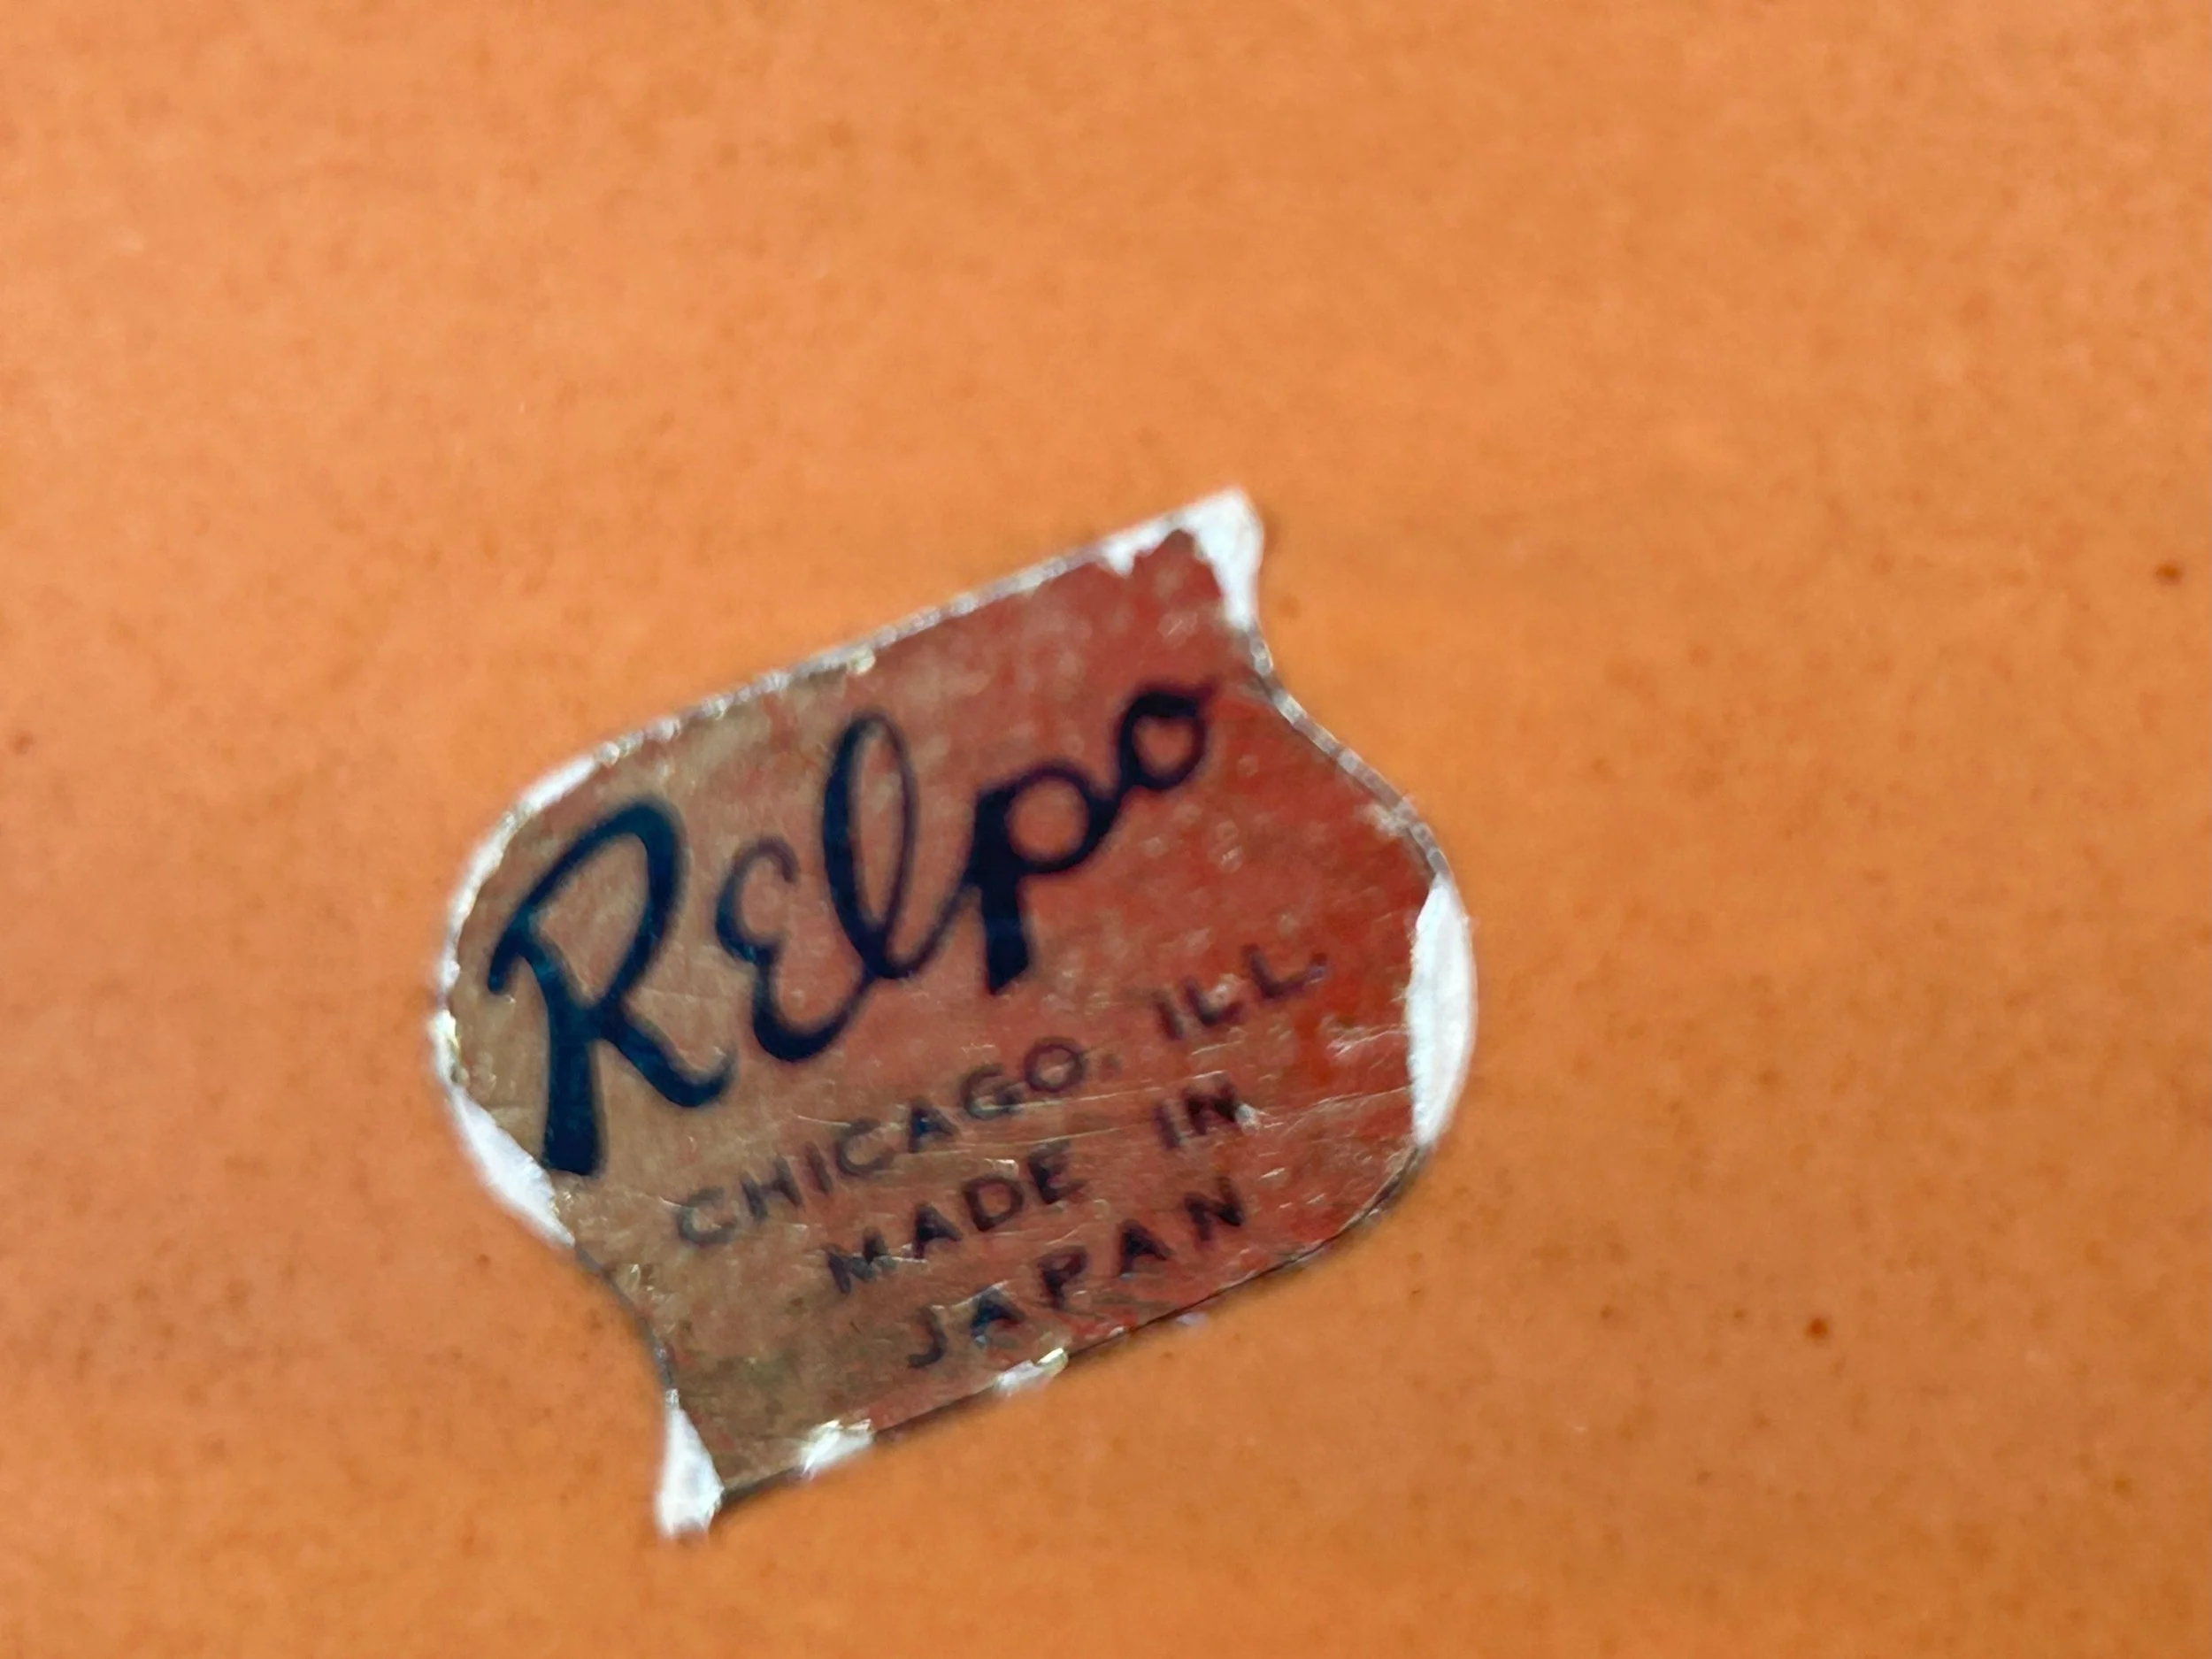 Relpo
CHICAGO. ILL.
MADE IN
JAPAN